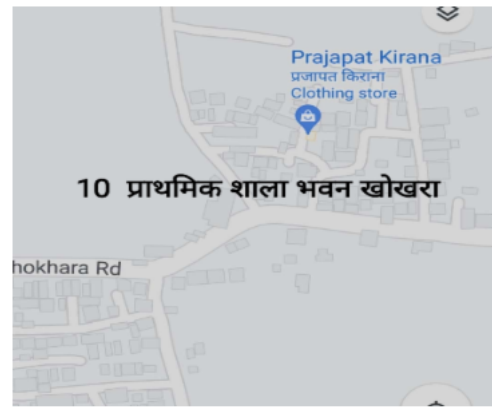 Prajapat Kirana
प्रजापत किराना
Clothing store
10 प्राथमिक शाला भवन खोखरा
hokhara Rd